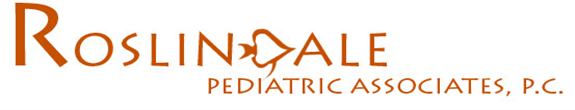 ROSLINDALE
PEDIATRIC ASSOCIATES, P.C.